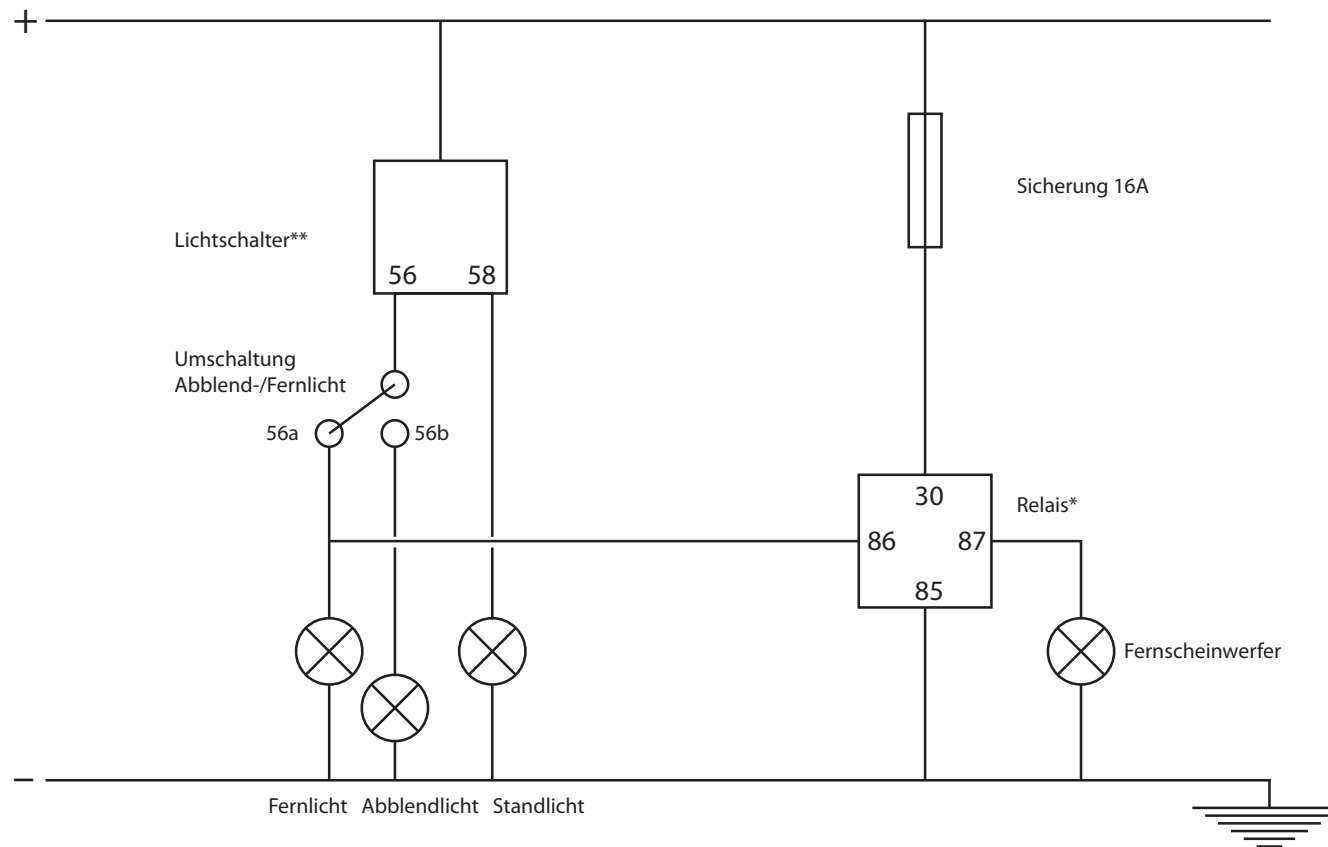 +
Sicherung 16A
Lichtschalter**
56 58
Umschaltung
Abblend-/Fernlicht
56a 56b
30
Relais*
86 87
85
Fernscheinwerfer
−
Fernlicht Abblendlicht Standlicht